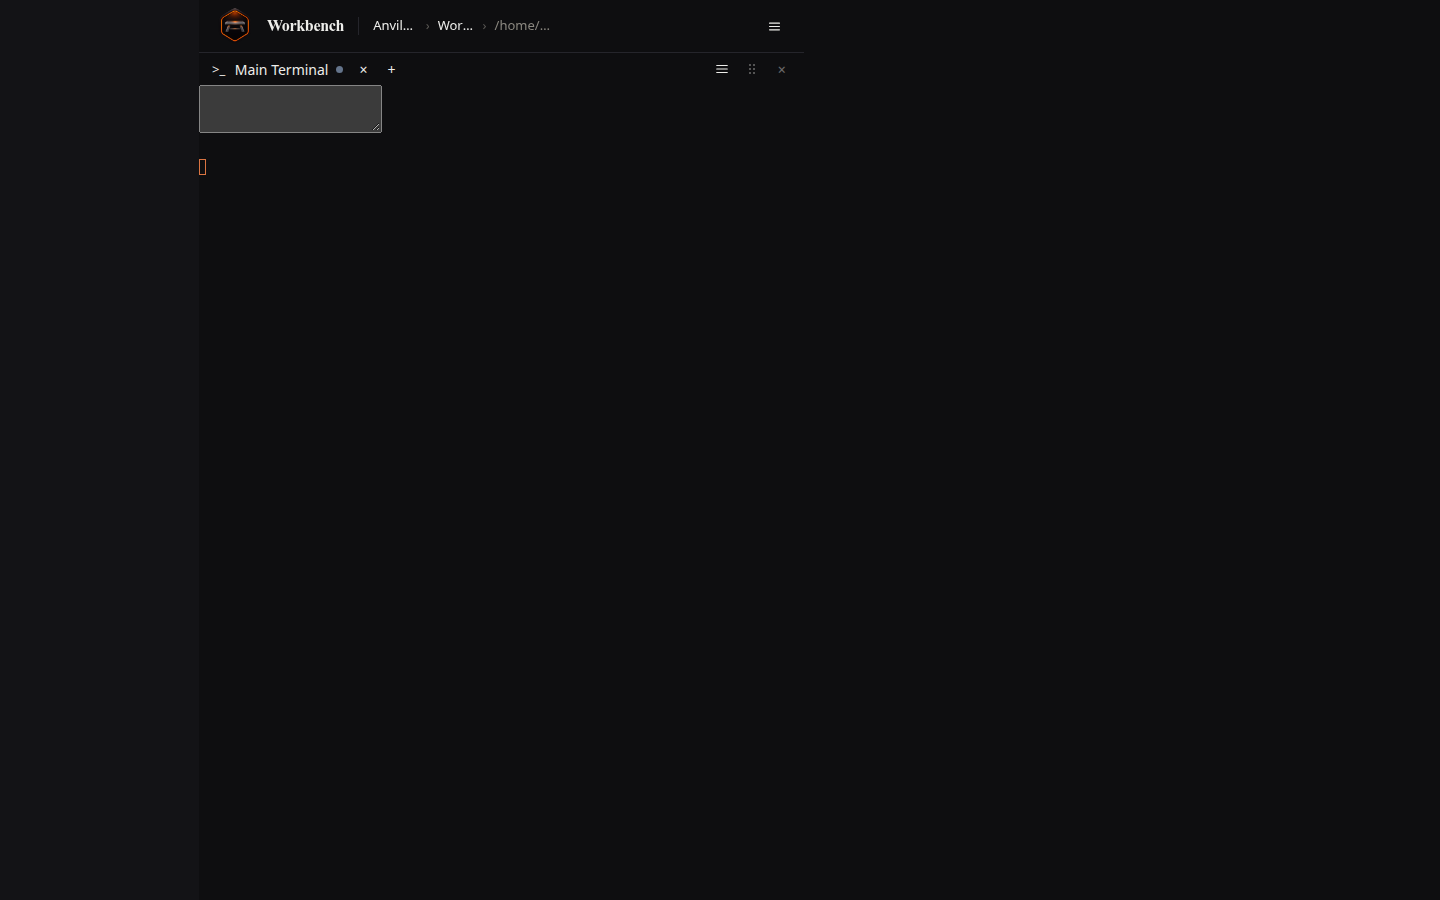 Workbench Anvil... › Wor... › /home/...
>_ Main Terminal × + ×